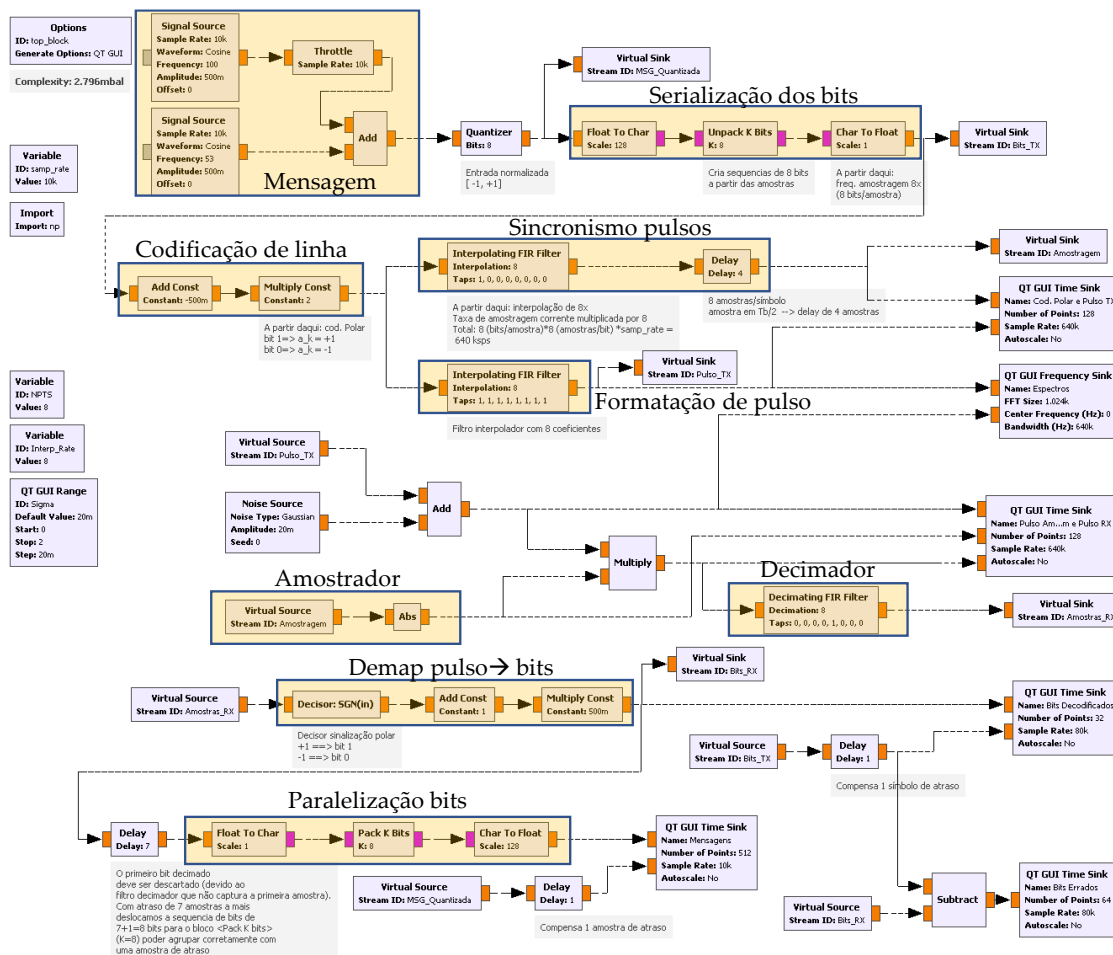 Options
ID: top_block
Generate Options: QT GUI
Complexity: 2.796mbal
Signal Source
Sample Rate: 10k
Waveform: Cosine
Frequency: 100
Amplitude: 500m
Offset: 0
Throttle
Sample Rate: 10k
Signal Source
Sample Rate: 10k
Waveform: Cosine
Frequency: 53
Amplitude: 500m
Offset: 0
Add
Mensagem
Variable
ID: samp_rate
Value: 10k
Import
Import: np
Quantizer
Bits: 8
Entrada normalizada
[ -1, +1]
Virtual Sink
Stream ID: MSG_Quantizada
Serialização dos bits
Float To Char
Scale: 128
Unpack K Bits
K: 8
Char To Float
Scale: 1
Virtual Sink
Stream ID: Bits_TX
Cria sequencias de 8 bits
a partir das amostras
A partir daqui:
freq. amostragem 8x
(8 bits/amostra)
Codificação de linha
Add Const
Constant: -500m
Multiply Const
Constant: 2
A partir daqui: cod. Polar
bit 1=> a_k = +1
bit 0=> a_k = -1
Sincronismo pulsos
Interpolating FIR Filter
Interpolation: 8
Taps: 1, 0, 0, 0, 0, 0, 0, 0
Delay
Delay: 4
A partir daqui: interpolação de 8x
Taxa de amostragem corrente multiplicada por 8
Total: 8 (bits/amostra)*8 (amostras/bit) *samp_rate =
640 ksps
8 amostras/símbolo
amostra em Tb/2 --> delay de 4 amostras
Virtual Sink
Stream ID: Amostragem
QT GUI Time Sink
Name: Cod. Polar e Pulso TX
Number of Points: 128
Sample Rate: 640k
Autoscale: No
Interpolating FIR Filter
Interpolation: 8
Taps: 1, 1, 1, 1, 1, 1, 1, 1
Virtual Sink
Stream ID: Pulso_TX
Formatação de pulso
Filtro interpolador com 8 coeficientes
QT GUI Frequency Sink
Name: Espectros
FFT Size: 1.024k
Center Frequency (Hz): 0
Bandwidth (Hz): 640k
Variable
ID: NPTS
Value: 8
Variable
ID: Interp_Rate
Value: 8
QT GUI Range
ID: Sigma
Default Value: 20m
Start: 0
Stop: 2
Step: 20m
Virtual Source
Stream ID: Pulso_TX
Noise Source
Noise Type: Gaussian
Amplitude: 20m
Seed: 0
Add
Multiply
QT GUI Time Sink
Name: Pulso Am...m e Pulso RX
Number of Points: 128
Sample Rate: 640k
Autoscale: No
Amostrador
Virtual Source
Stream ID: Amostragem
Abs
Decimador
Decimating FIR Filter
Decimation: 8
Taps: 0, 0, 0, 0, 1, 0, 0, 0
Virtual Sink
Stream ID: Amostras_RX
Demap pulso→ bits
Virtual Sink
Stream ID: Bits_RX
Virtual Source
Stream ID: Amostras_RX
Decisor: SGN(in)
Add Const
Constant: 1
Multiply Const
Constant: 500m
Decisor sinalização polar
+1 ==> bit 1
-1 ==> bit 0
QT GUI Time Sink
Name: Bits Decodificados
Number of Points: 32
Sample Rate: 80k
Autoscale: No
Virtual Source
Stream ID: Bits_TX
Delay
Delay: 1
Compensa 1 símbolo de atraso
Paralelização bits
Delay
Delay: 7
Float To Char
Scale: 1
Pack K Bits
K: 8
Char To Float
Scale: 128
QT GUI Time Sink
Name: Mensagens
Number of Points: 512
Sample Rate: 10k
Autoscale: No
O primeiro bit decimado
deve ser descartado (devido ao
filtro decimador que não captura a primeira amostra).
Com atraso de 7 amostras a mais
deslocamos a sequencia de bits de
7+1=8 bits para o bloco <Pack K bits>
(K=8) poder agrupar corretamente com
uma amostra de atraso
Virtual Source
Stream ID: MSG_Quantizada
Delay
Delay: 1
Compensa 1 amostra de atraso
Virtual Source
Stream ID: Bits_RX
Subtract
QT GUI Time Sink
Name: Bits Errados
Number of Points: 64
Sample Rate: 80k
Autoscale: No